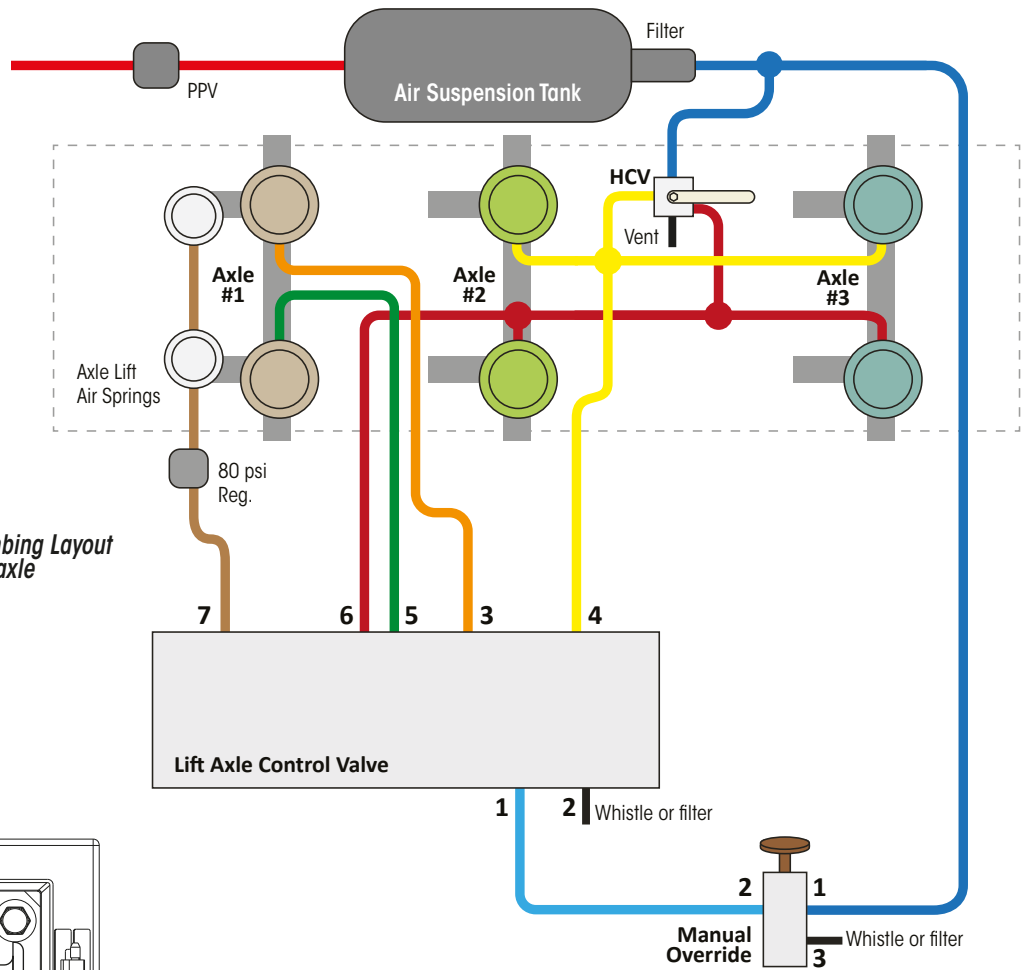 Filter
PPV
Air Suspension Tank
HCV
Vent
Axle
#1
Axle
#2
Axle
#3
Axle Lift
Air Springs
80 psi
Reg.
Plumbing Layout
axle
7
6
5
3
4
Lift Axle Control Valve
1
2
Whistle or filter
2
1
Manual
Override
Whistle or filter
3